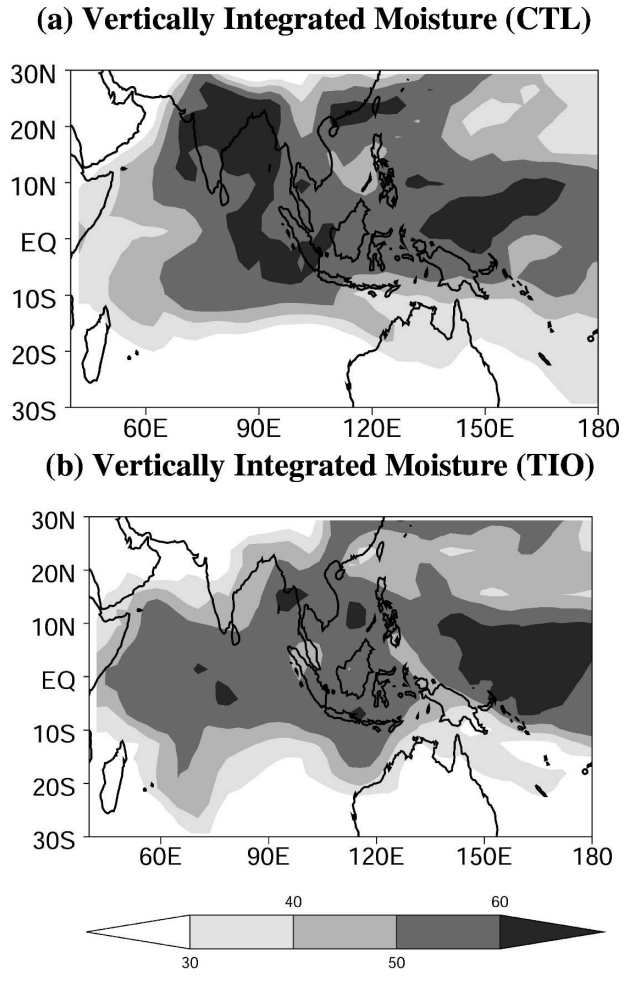 (a) Vertically Integrated Moisture (CTL)
30N
20N
10N
EQ
10S
20S
30S
60E 90E 120E 150E 180
(b) Vertically Integrated Moisture (TIO)
30N
20N
10N
EQ
10S
20S
30S
60E 90E 120E 150E 180
40 60
30 50